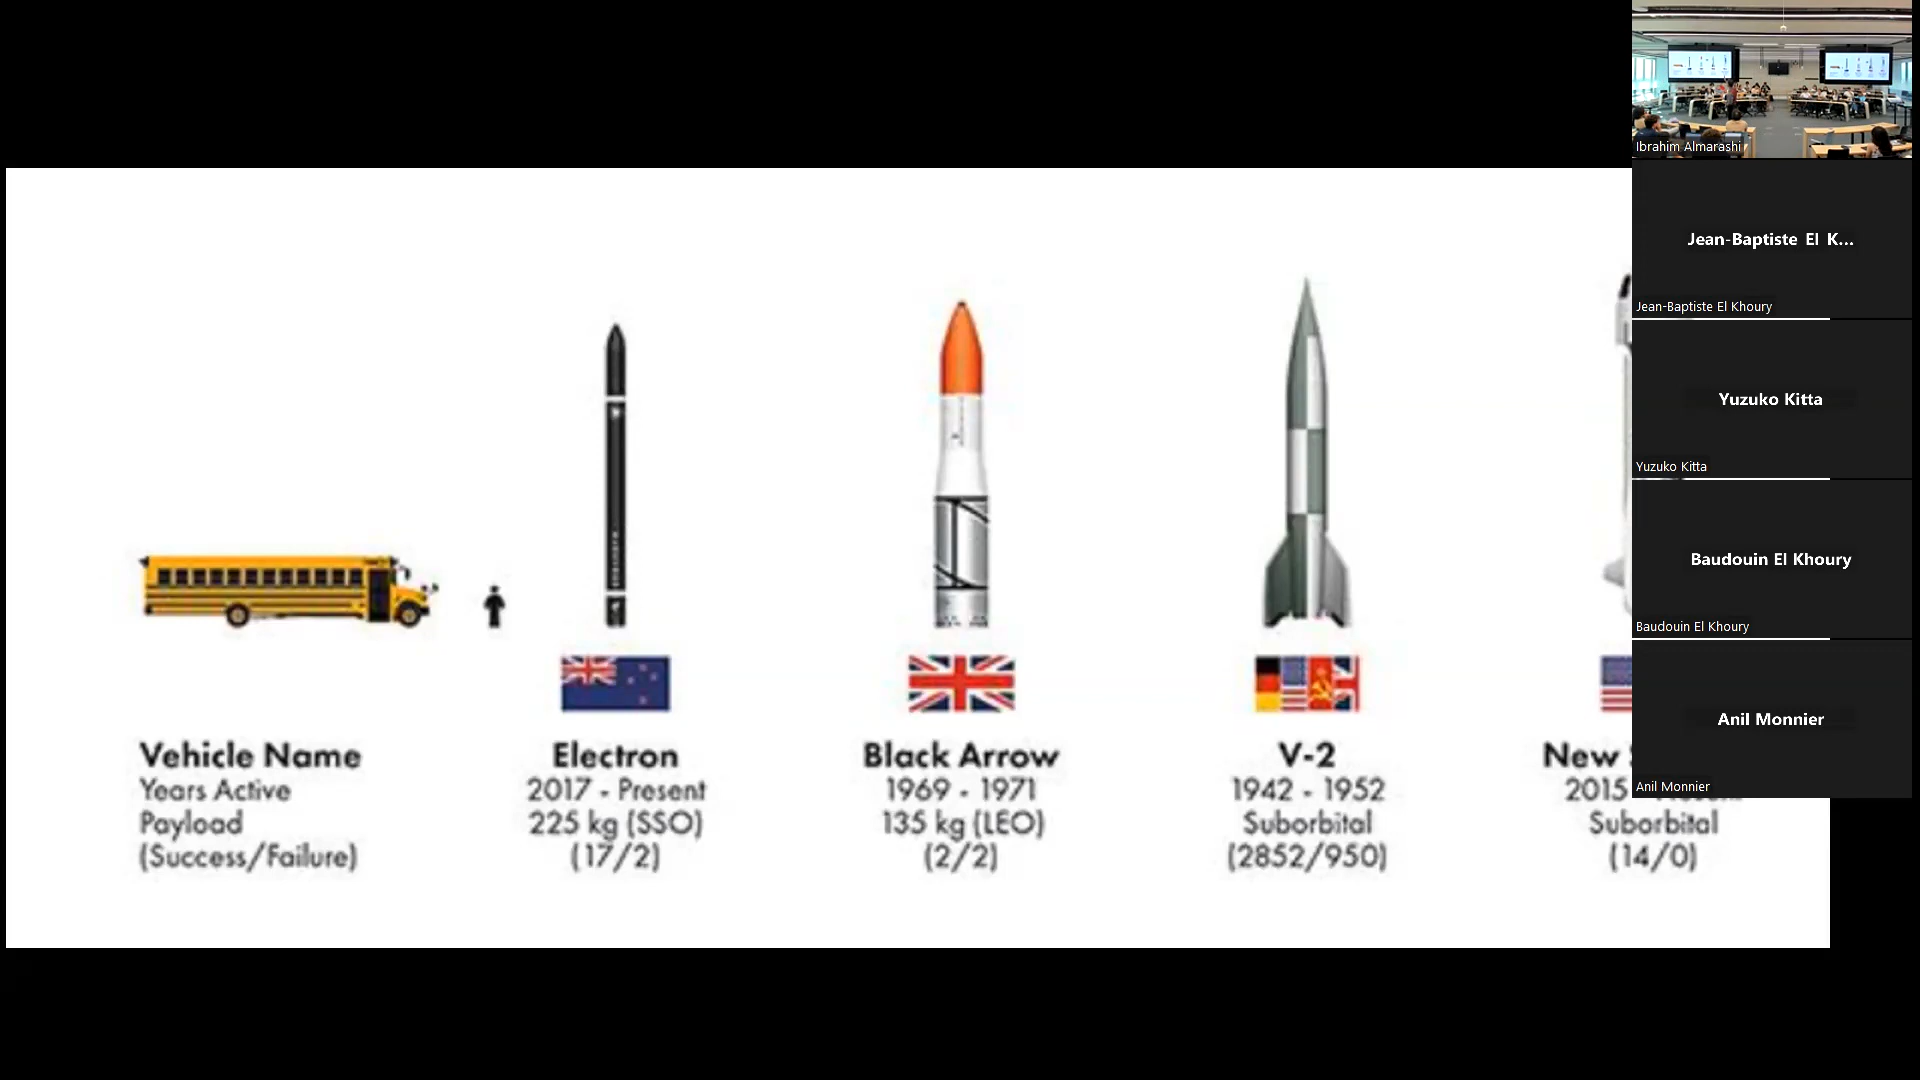 Vehicle Name
Years Active
Payload
(Success/Failure)
Electron
2017 - Present
225 kg (SSO)
(17/2)
Black Arrow
1969 - 1971
135 kg (LEO)
(2/2)
V-2
1942 - 1952
Suborbital
(2852/950)
New
2015
Suborbital
(14/0)
Ibrahim Almarashi
Jean-Baptiste El K...
Jean-Baptiste El Khoury
Yuzuko Kitta
Yuzuko Kitta
Baudouin El Khoury
Baudouin El Khoury
Anil Monnier
Anil Monnier